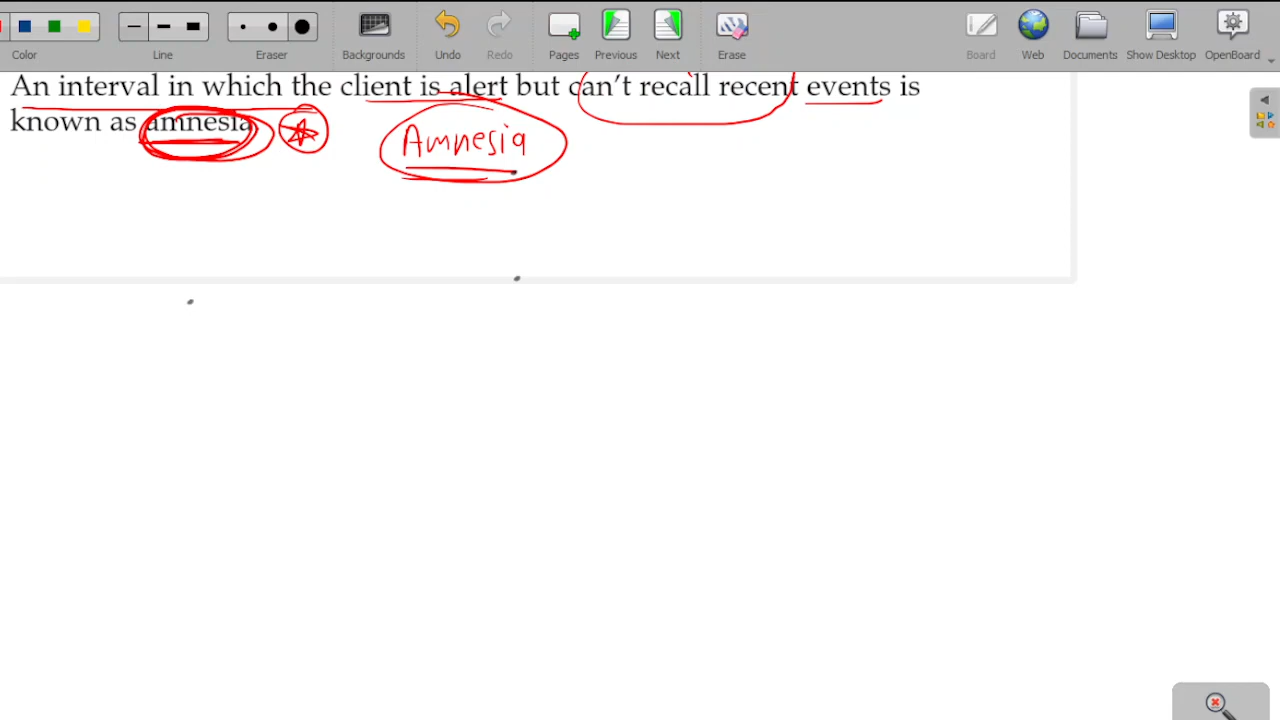 Color Line Eraser Backgrounds Undo Redo Pages Previous Next Erase Board Web Documents Show Desktop OpenBoard
An interval in which the client is alert but can't recall recent events is
known as amnesia
Amnesia